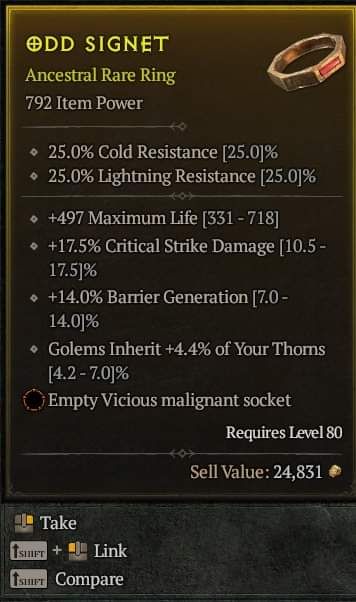 ODD SIGNET
Ancestral Rare Ring
792 Item Power
25.0% Cold Resistance [25.0]%
25.0% Lightning Resistance [25.0]%
+497 Maximum Life [331 - 718]
+17.5% Critical Strike Damage [10.5 -
17.5]%
+14.0% Barrier Generation [7.0 -
14.0]%
Golems Inherit +4.4% of Your Thorns
[4.2 - 7.0]%
Empty Vicious malignant socket
Requires Level 80
Sell Value: 24,831
Take
SHIFT + Link
SHIFT Compare